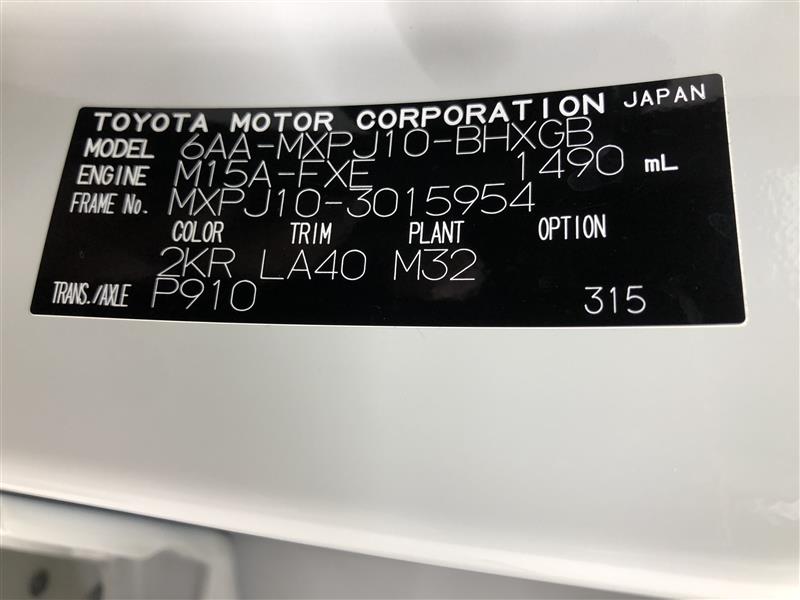 TOYOTA MOTOR CORPORATION JAPAN
MODEL 6AA-MXPJ10-BHXGB
ENGINE M15A-FXE 1490 mL
FRAME No. MXPJ10-3015954
COLOR TRIM PLANT OPTION
2KR LA40 M32
TRANS./AXLE P910 315